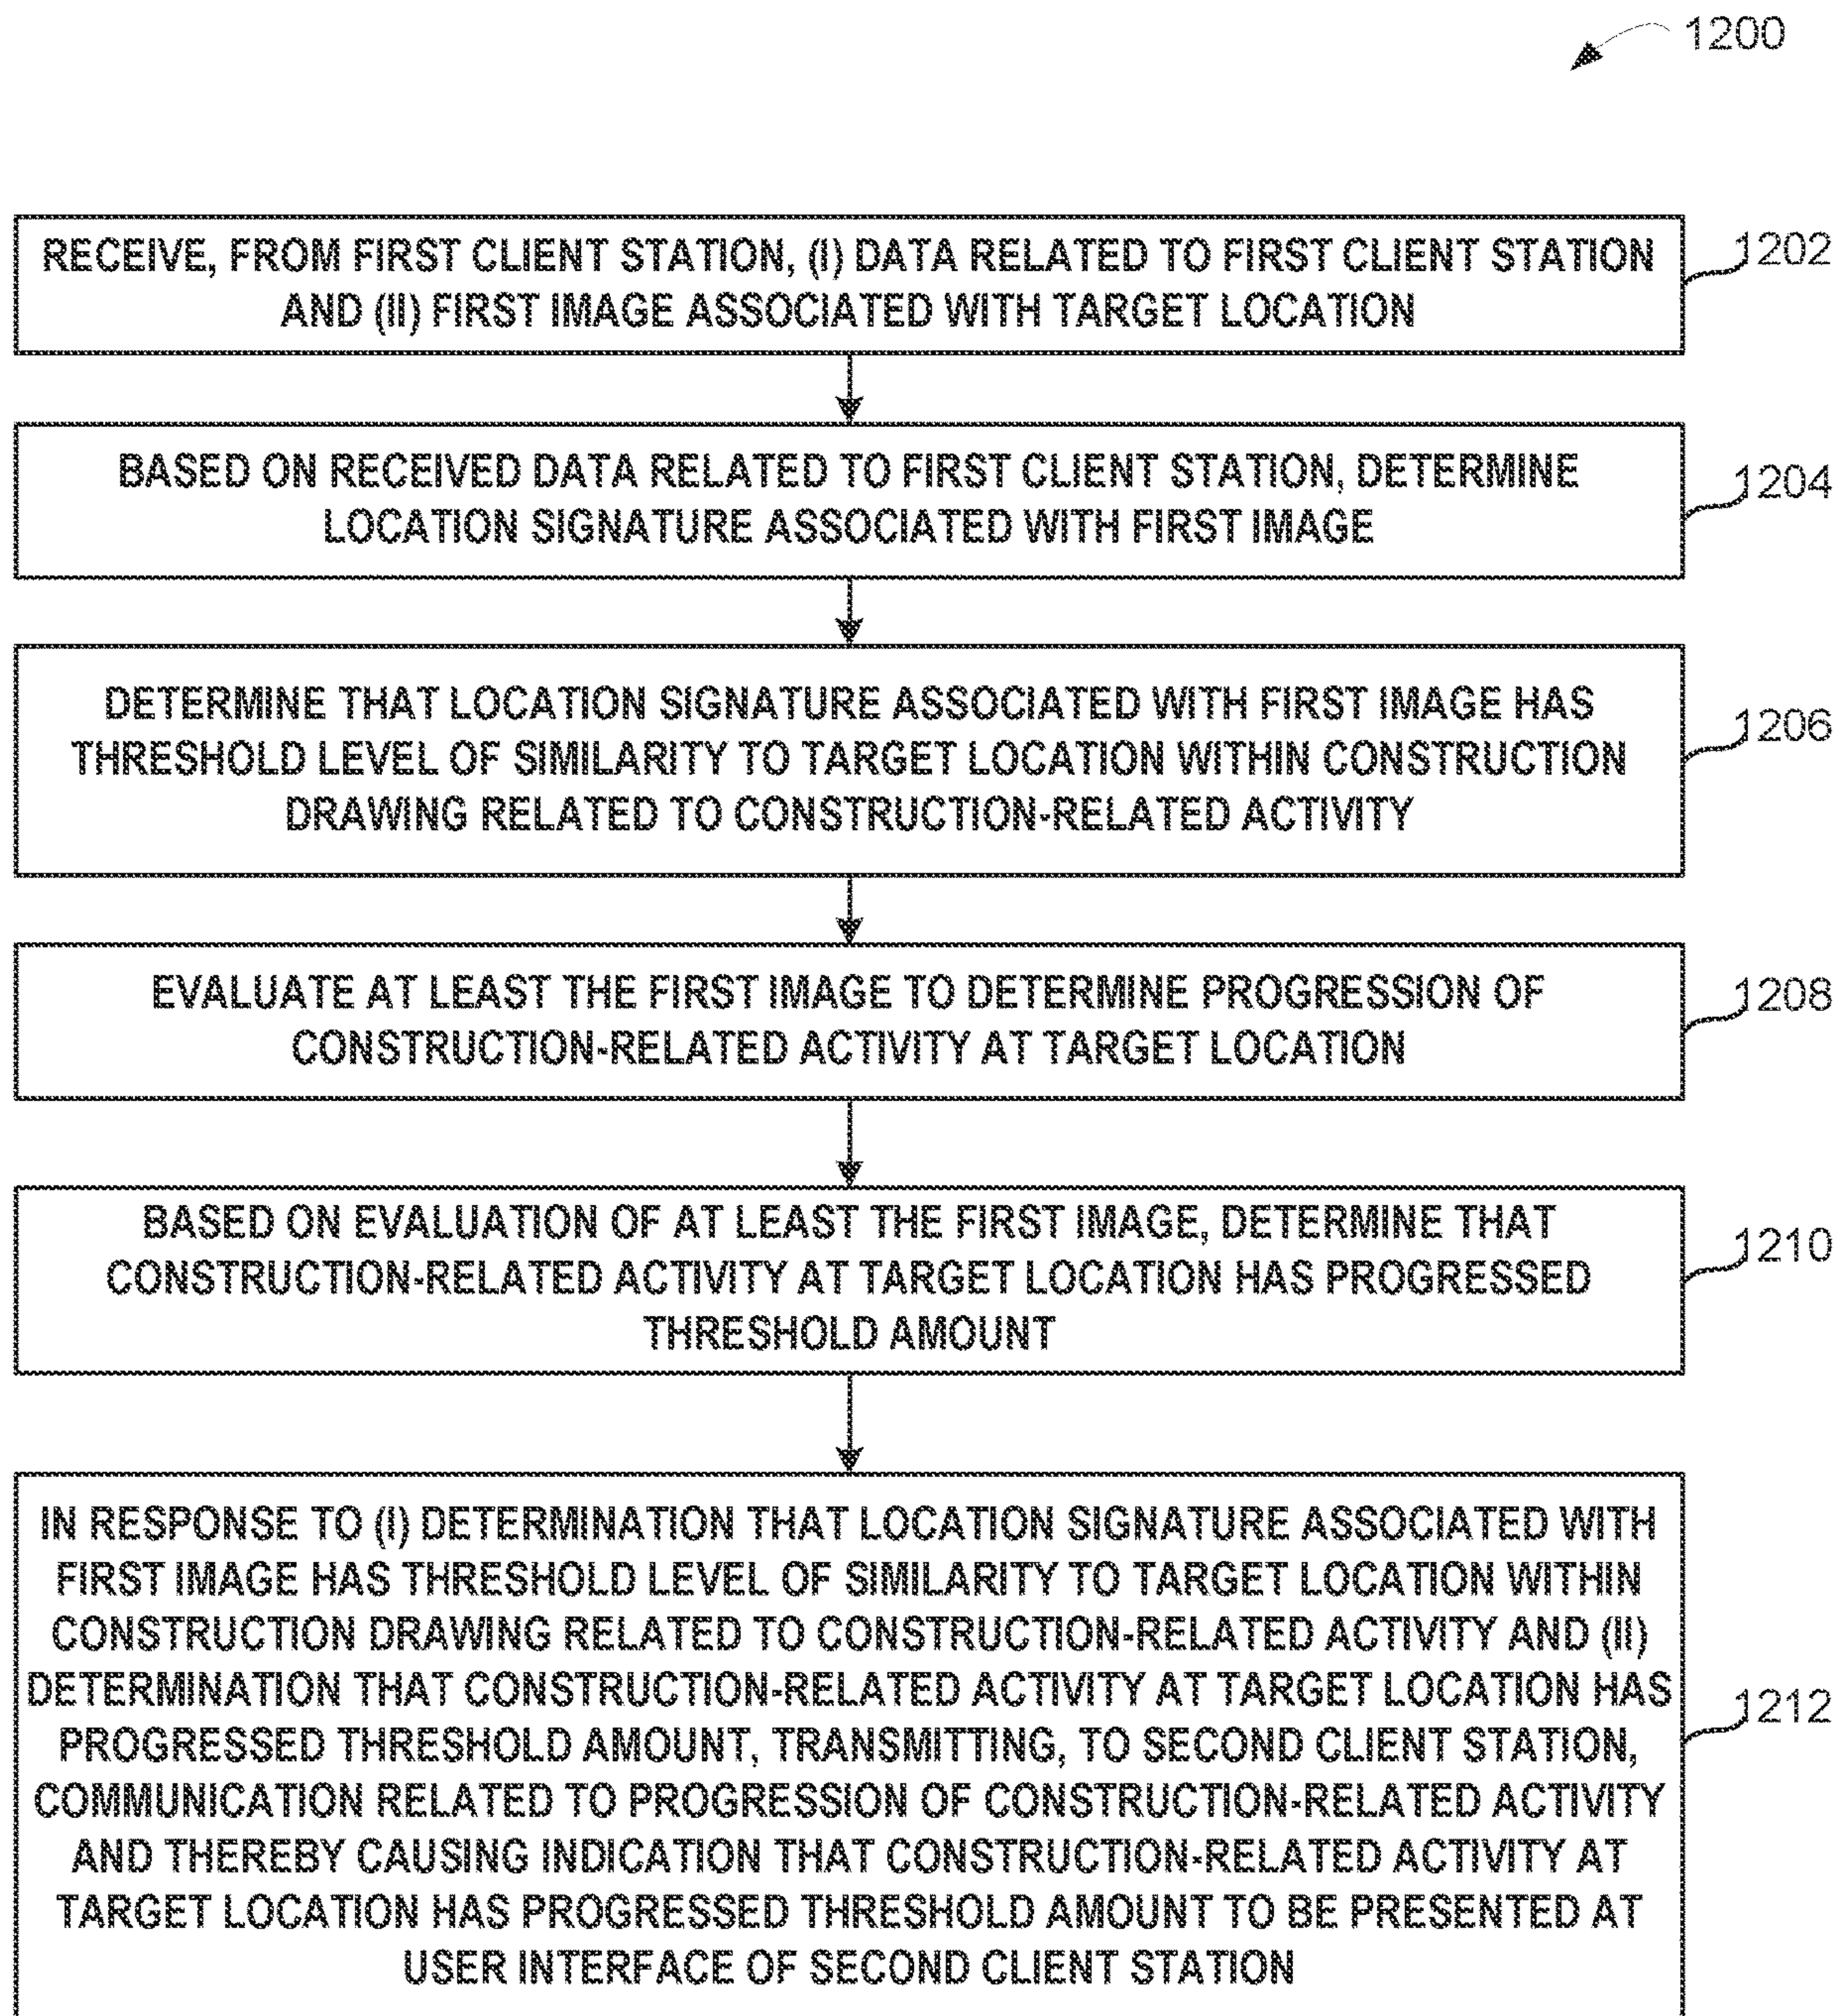 1200
RECEIVE, FROM FIRST CLIENT STATION, (I) DATA RELATED TO FIRST CLIENT STATION
AND (II) FIRST IMAGE ASSOCIATED WITH TARGET LOCATION
1202
BASED ON RECEIVED DATA RELATED TO FIRST CLIENT STATION, DETERMINE
LOCATION SIGNATURE ASSOCIATED WITH FIRST IMAGE
1204
DETERMINE THAT LOCATION SIGNATURE ASSOCIATED WITH FIRST IMAGE HAS
THRESHOLD LEVEL OF SIMILARITY TO TARGET LOCATION WITHIN CONSTRUCTION
DRAWING RELATED TO CONSTRUCTION-RELATED ACTIVITY
1206
EVALUATE AT LEAST THE FIRST IMAGE TO DETERMINE PROGRESSION OF
CONSTRUCTION-RELATED ACTIVITY AT TARGET LOCATION
1208
BASED ON EVALUATION OF AT LEAST THE FIRST IMAGE, DETERMINE THAT
CONSTRUCTION-RELATED ACTIVITY AT TARGET LOCATION HAS PROGRESSED
THRESHOLD AMOUNT
1210
IN RESPONSE TO (I) DETERMINATION THAT LOCATION SIGNATURE ASSOCIATED WITH
FIRST IMAGE HAS THRESHOLD LEVEL OF SIMILARITY TO TARGET LOCATION WITHIN
CONSTRUCTION DRAWING RELATED TO CONSTRUCTION-RELATED ACTIVITY AND (II)
DETERMINATION THAT CONSTRUCTION-RELATED ACTIVITY AT TARGET LOCATION HAS
PROGRESSED THRESHOLD AMOUNT, TRANSMITTING, TO SECOND CLIENT STATION,
COMMUNICATION RELATED TO PROGRESSION OF CONSTRUCTION-RELATED ACTIVITY
AND THEREBY CAUSING INDICATION THAT CONSTRUCTION-RELATED ACTIVITY AT
TARGET LOCATION HAS PROGRESSED THRESHOLD AMOUNT TO BE PRESENTED AT
USER INTERFACE OF SECOND CLIENT STATION
1212